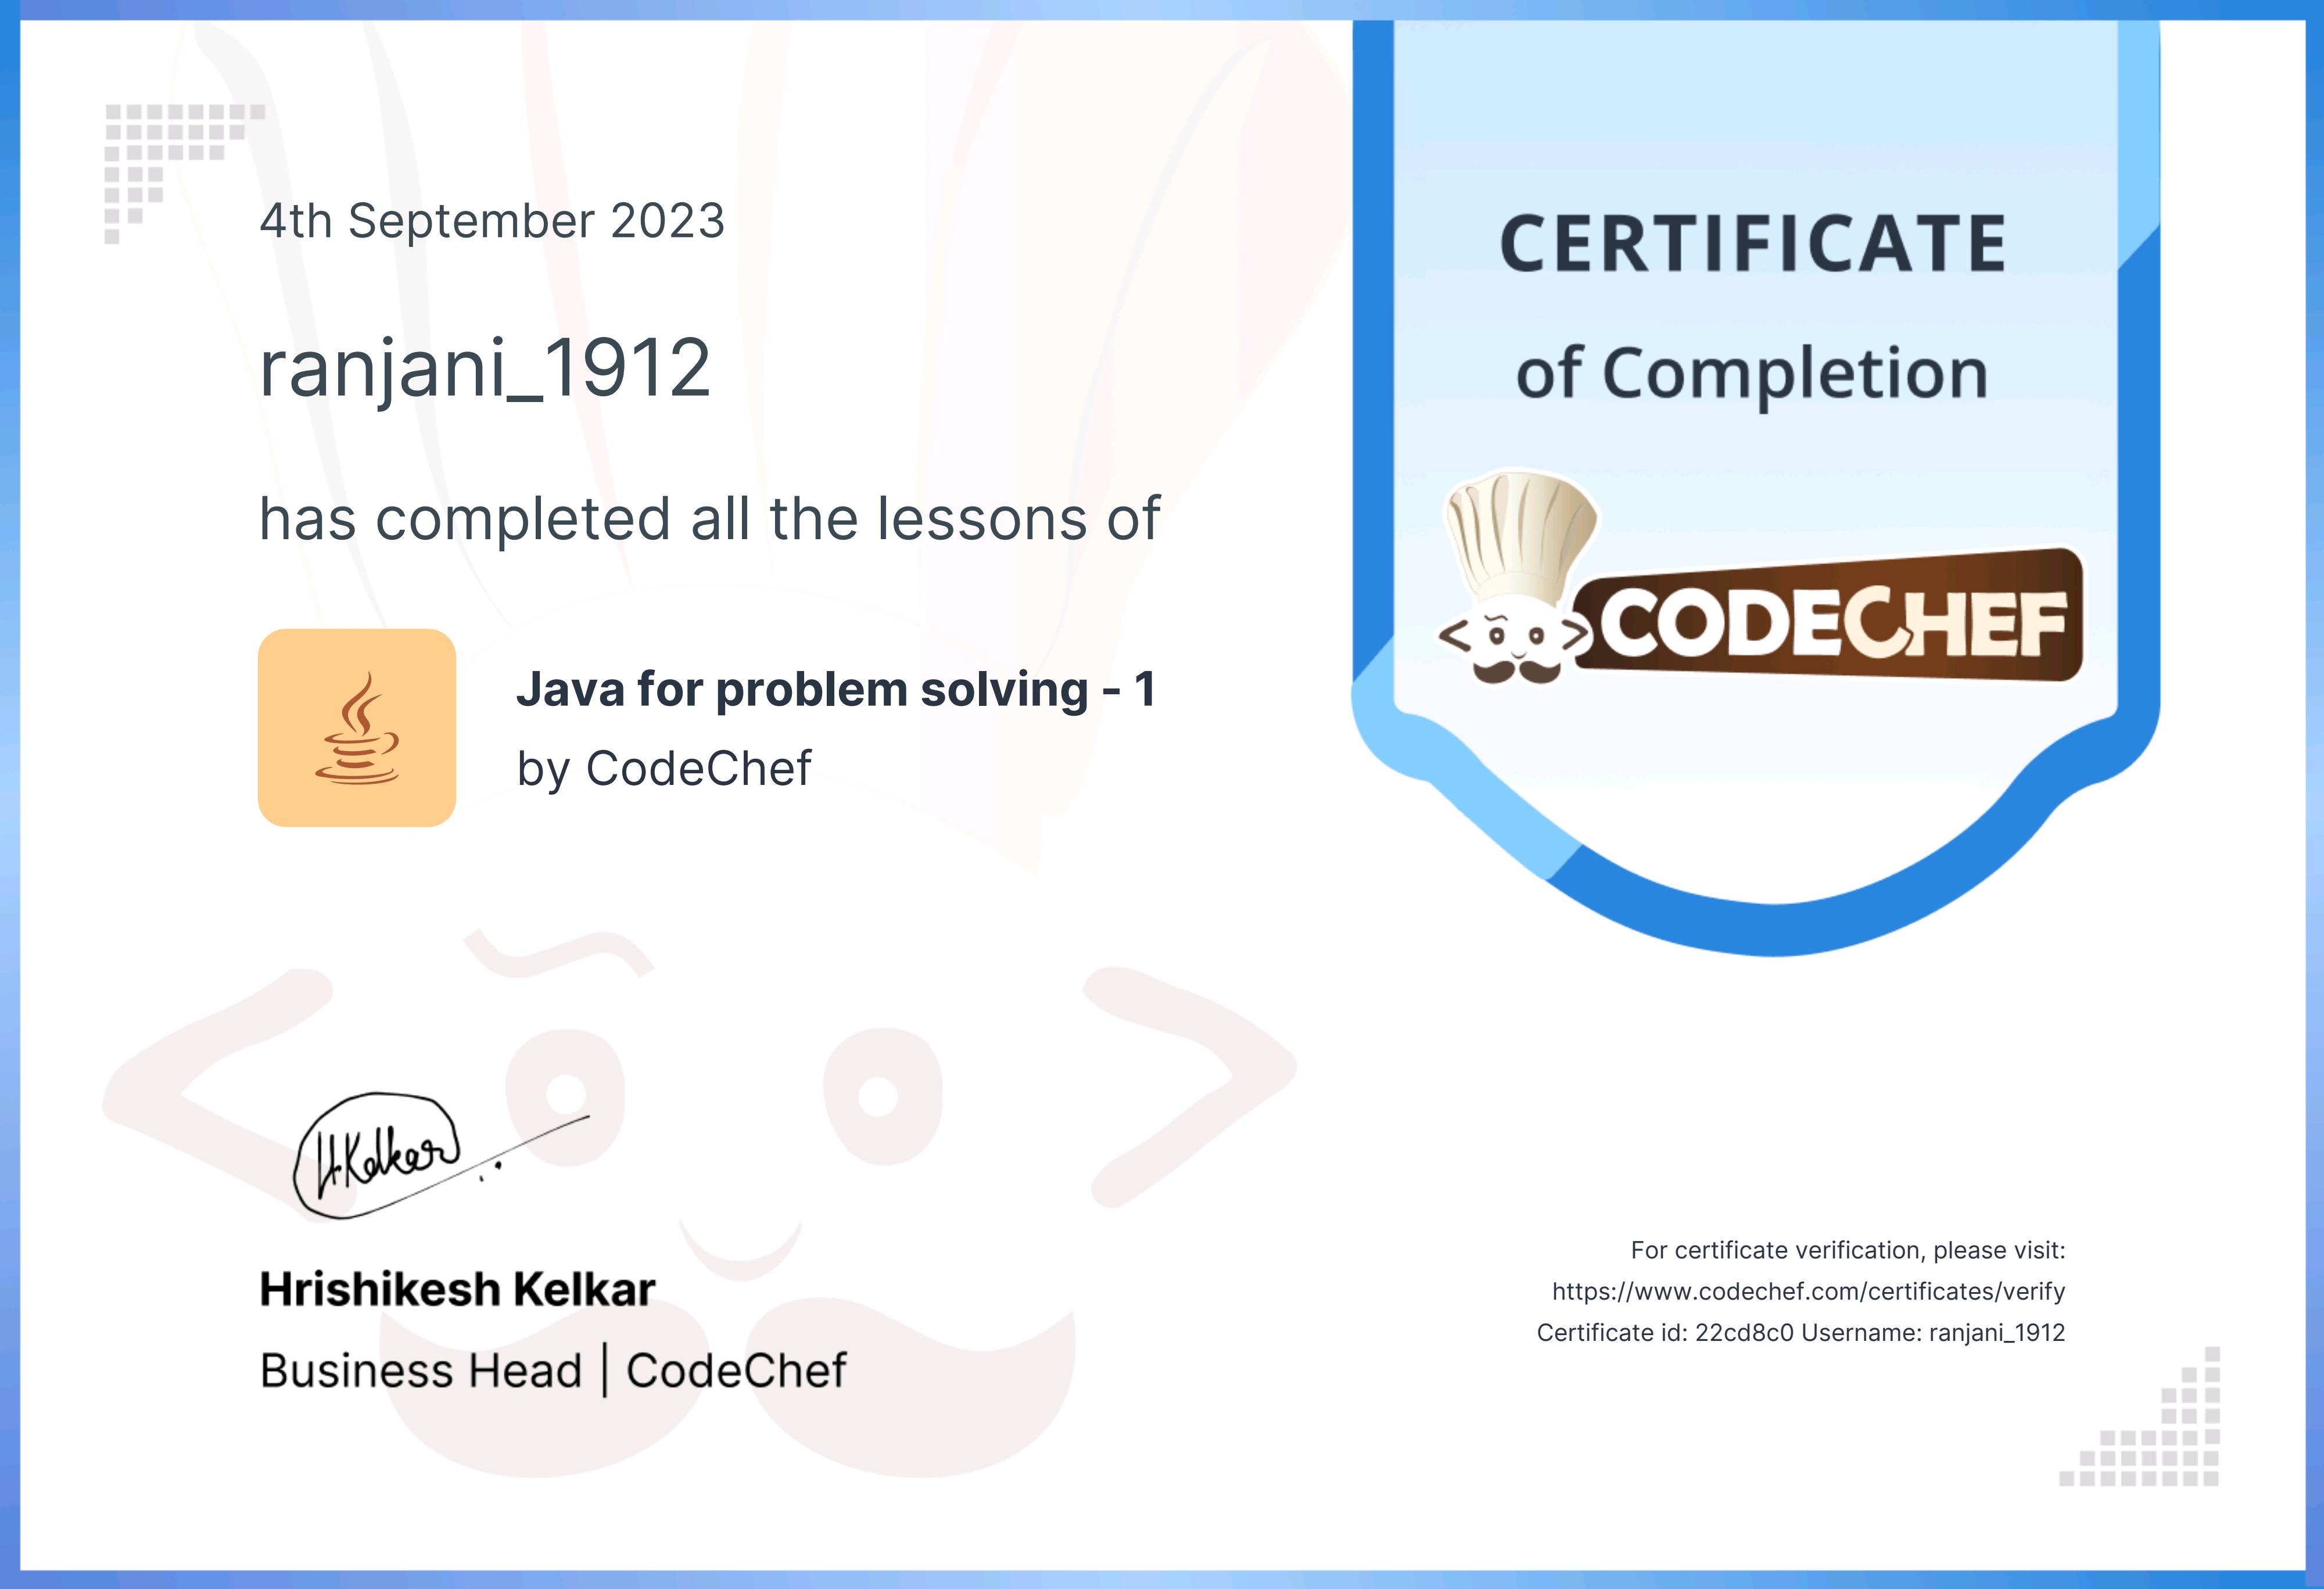 4th September 2023
ranjani_1912
has completed all the lessons of
Java for problem solving - 1
by CodeChef
CERTIFICATE
of Completion
CODECHEF
HKelkar
Hrishikesh Kelkar
Business Head | CodeChef
For certificate verification, please visit:
https://www.codechef.com/certificates/verify
Certificate id: 22cd8c0 Username: ranjani_1912